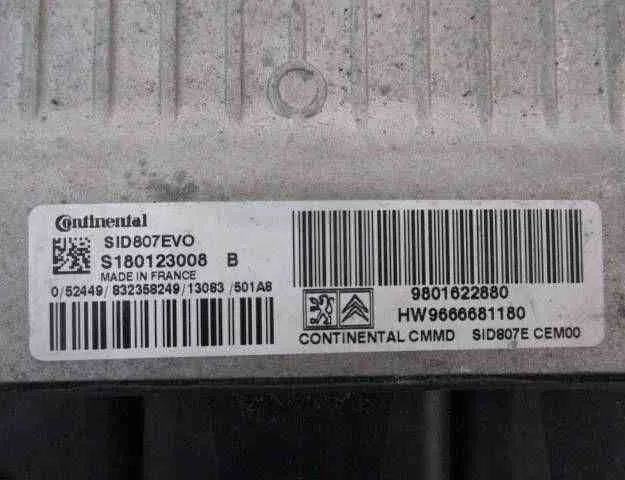 Continental
SID807EVO
S180123008 B
MADE IN FRANCE
0/52449/832358249/13083/501A8
9801622880
HW9666681180
CONTINENTAL CMMD SID807E CEM00